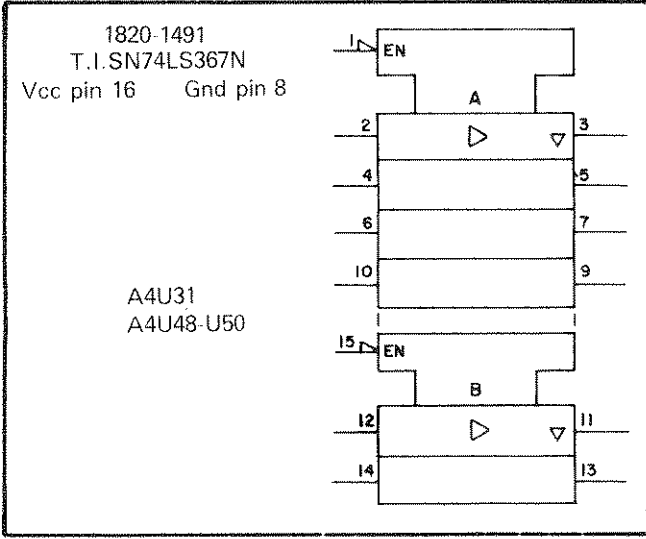 1820-1491
T.I.SN74LS367N
Vcc pin 16 Gnd pin 8
A4U31
A4U48-U50
1 EN
A
2 3
4 5
6 7
10 9
15 EN
B
12 11
14 13